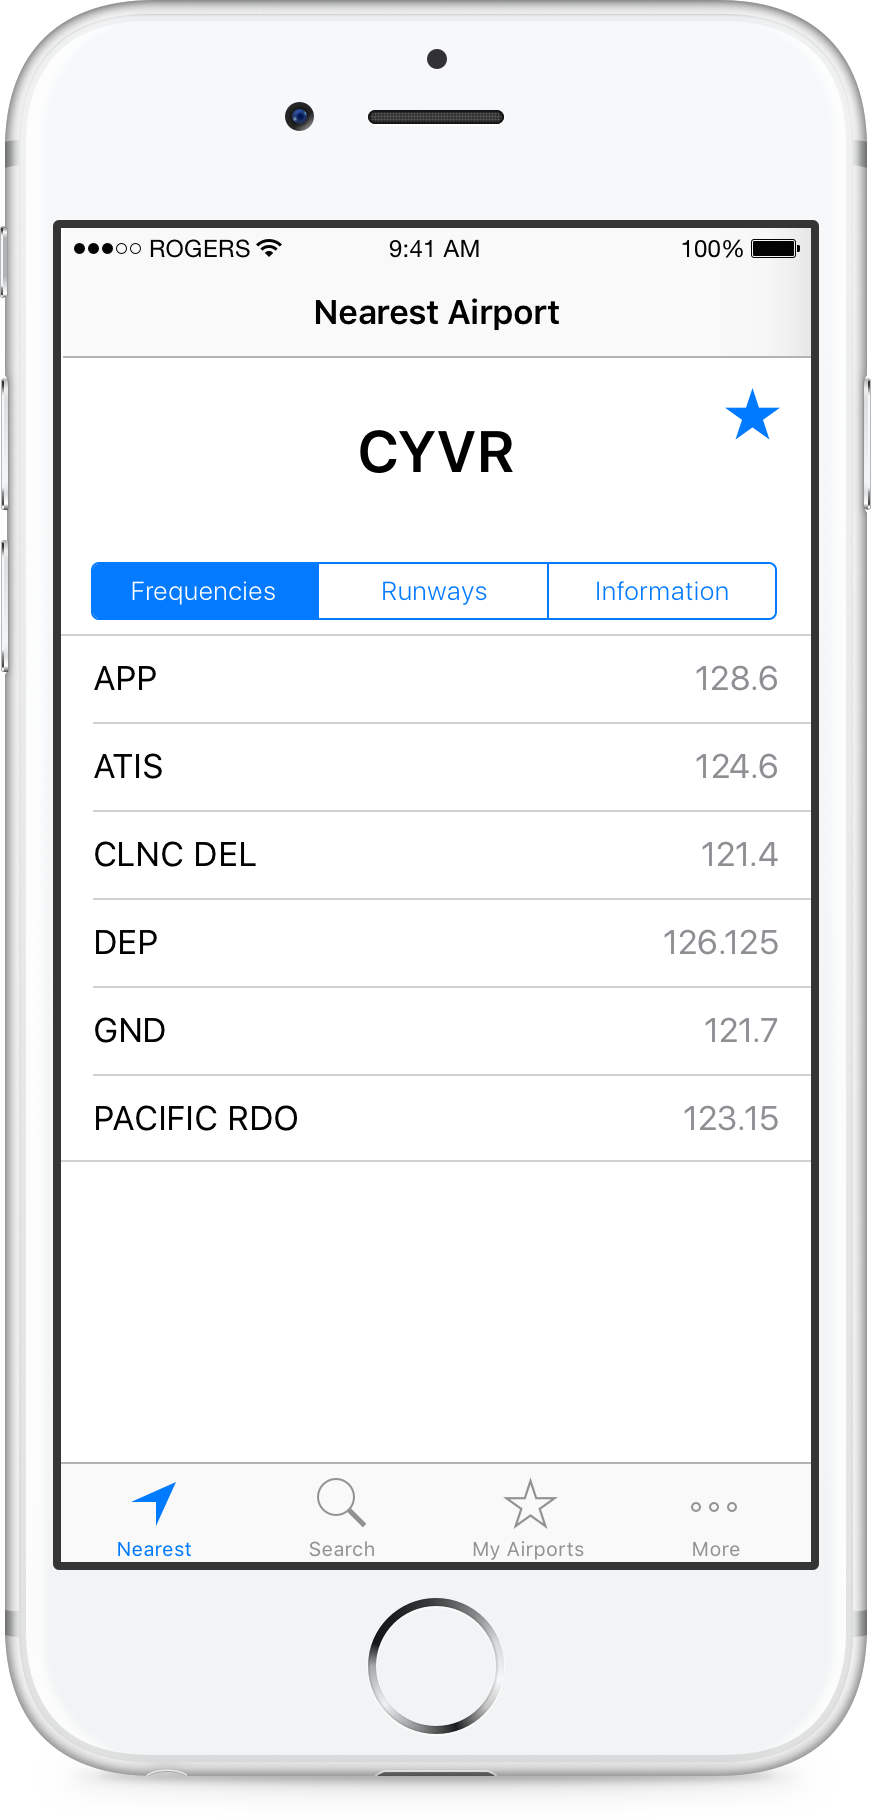 ROGERS 9:41 AM 100%
Nearest Airport
CYVR
Frequencies Runways Information
APP 128.6
ATIS 124.6
CLNC DEL 121.4
DEP 126.125
GND 121.7
PACIFIC RDO 123.15
Nearest Search My Airports More